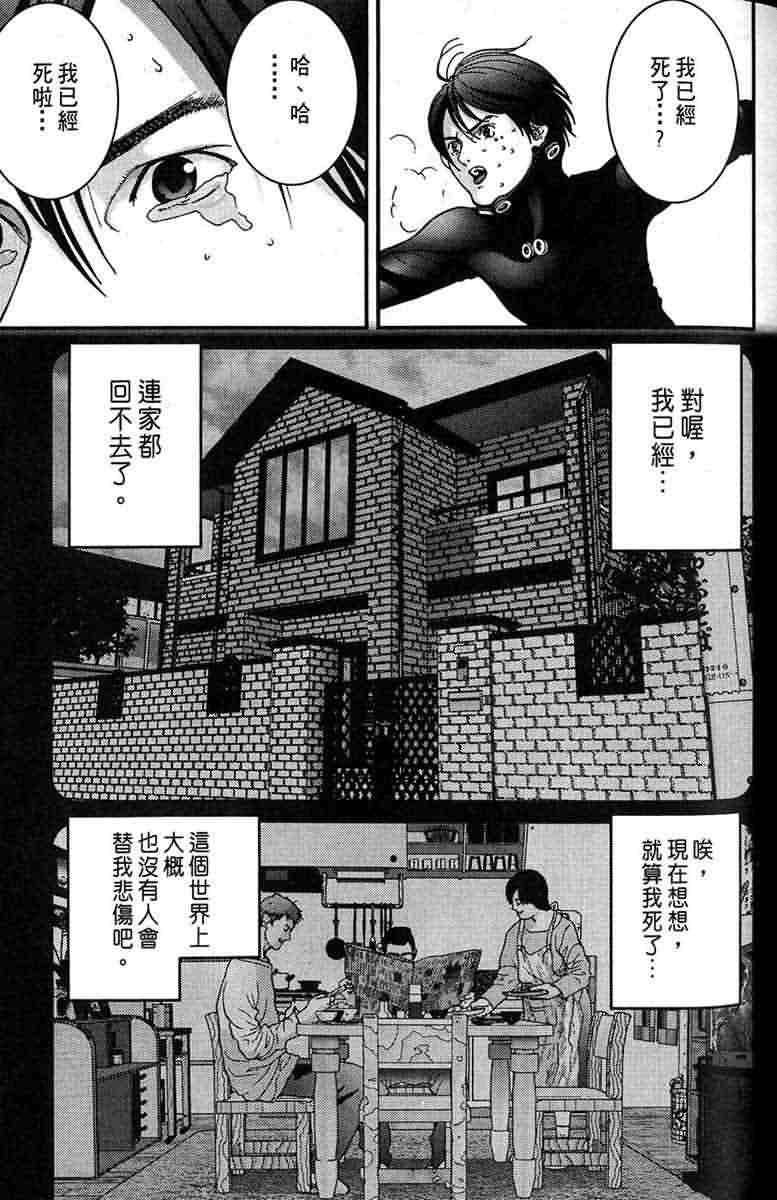 我已經
死了…?
哈、哈
……
我已經
死啦…
對喔，
我已經…
連家都
回不去了。
唉，
現在想想，
就算我死了…
這個世界上
大概
也沒有人會
替我悲傷吧。